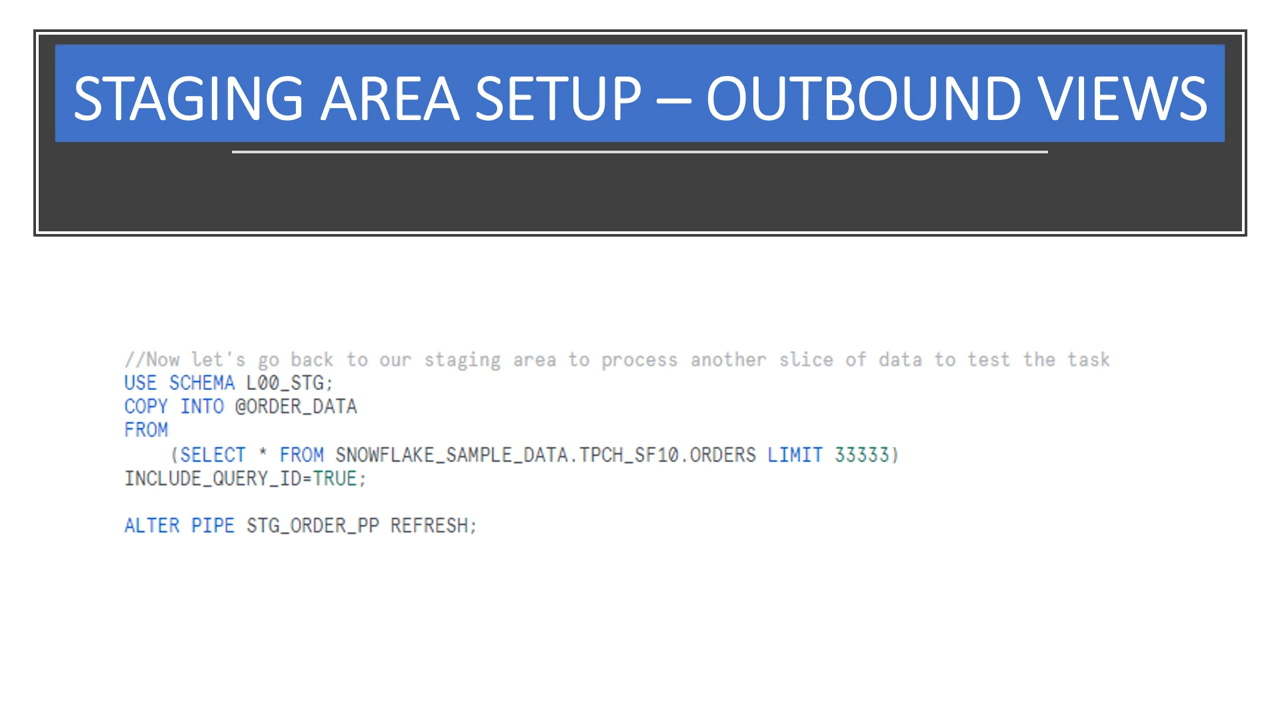 STAGING AREA SETUP – OUTBOUND VIEWS
//Now let's go back to our staging area to process another slice of data to test the task
USE SCHEMA L00_STG;
COPY INTO @ORDER_DATA
FROM
(SELECT * FROM SNOWFLAKE_SAMPLE_DATA.TPCH_SF10.ORDERS LIMIT 33333)
INCLUDE_QUERY_ID=TRUE;
ALTER PIPE STG_ORDER_PP REFRESH;